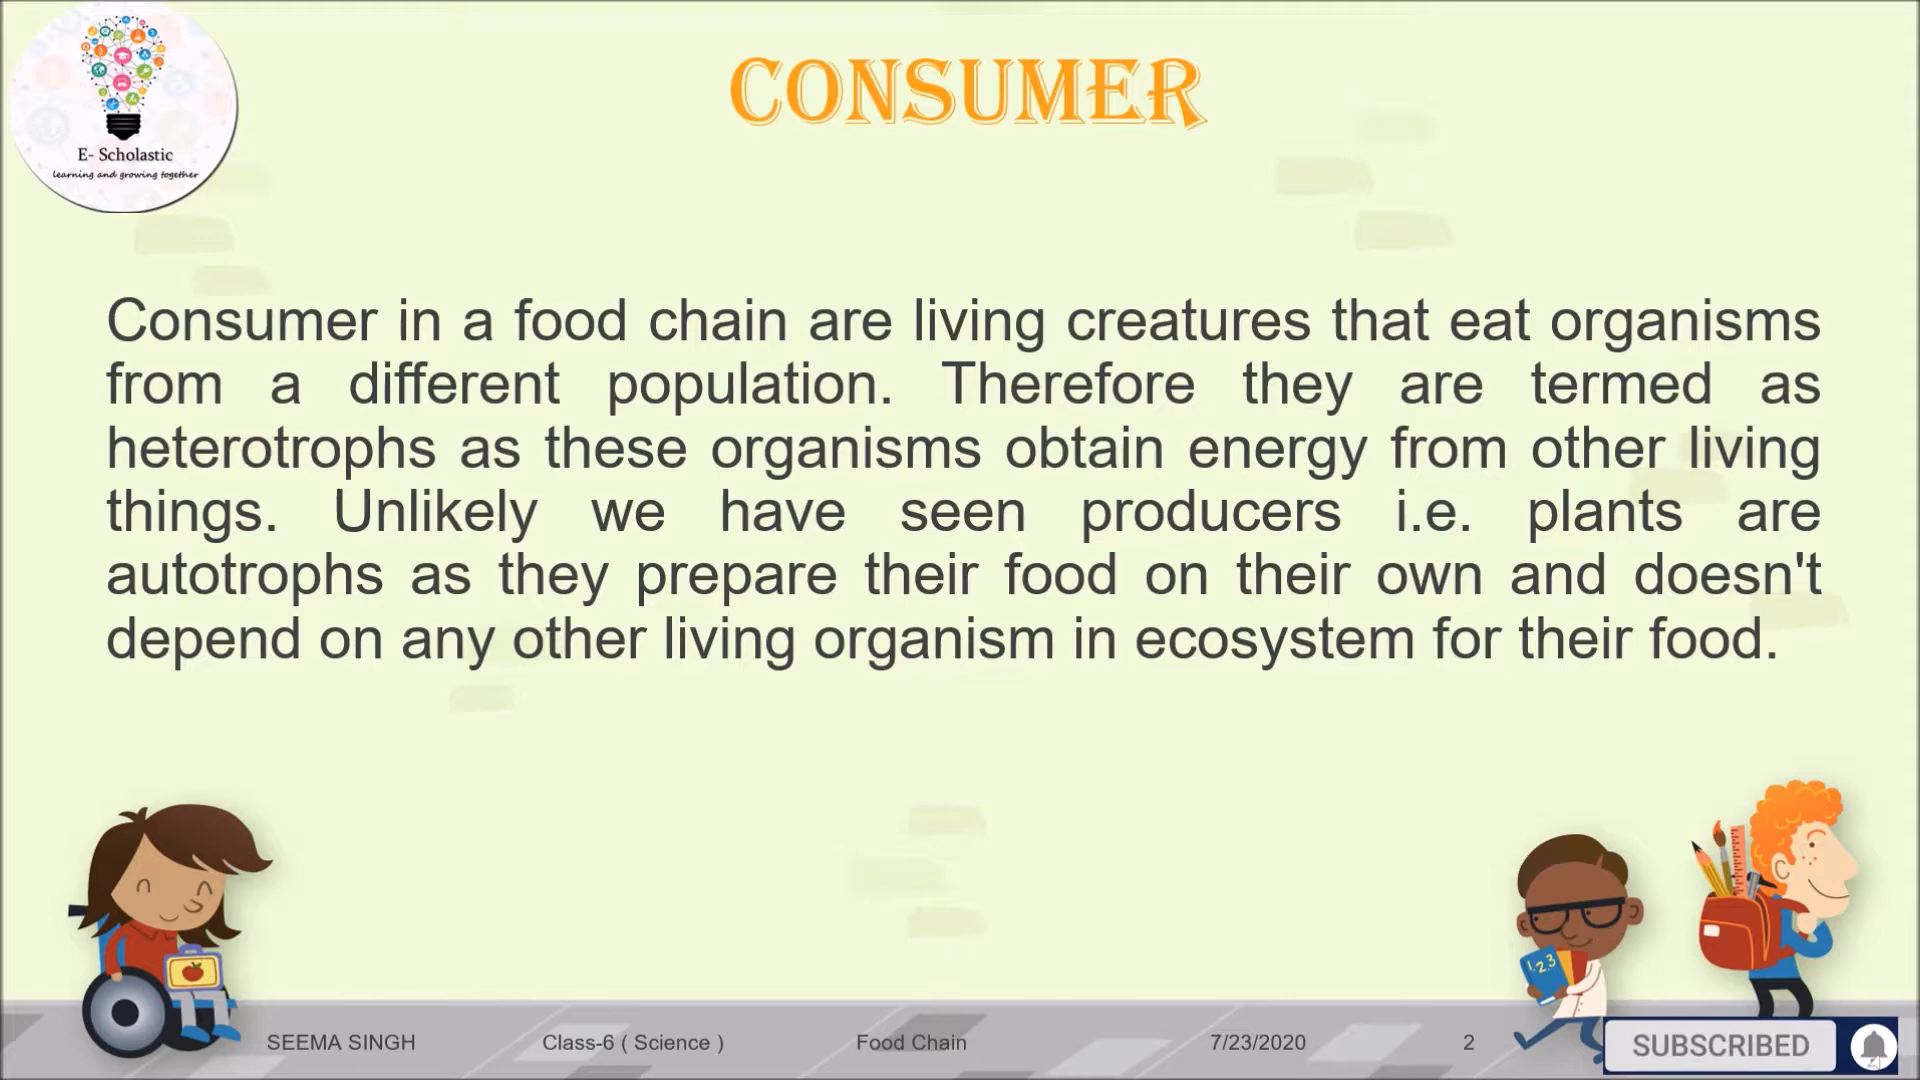 CONSUMER
E- Scholastic
learning and growing together
Consumer in a food chain are living creatures that eat organisms
from a different population. Therefore they are termed as
heterotrophs as these organisms obtain energy from other living
things. Unlikely we have seen producers i.e. plants are
autotrophs as they prepare their food on their own and doesn't
depend on any other living organism in ecosystem for their food.
1,2,3
SEEMA SINGH Class-6 ( Science ) Food Chain 7/23/2020 2
SUBSCRIBED